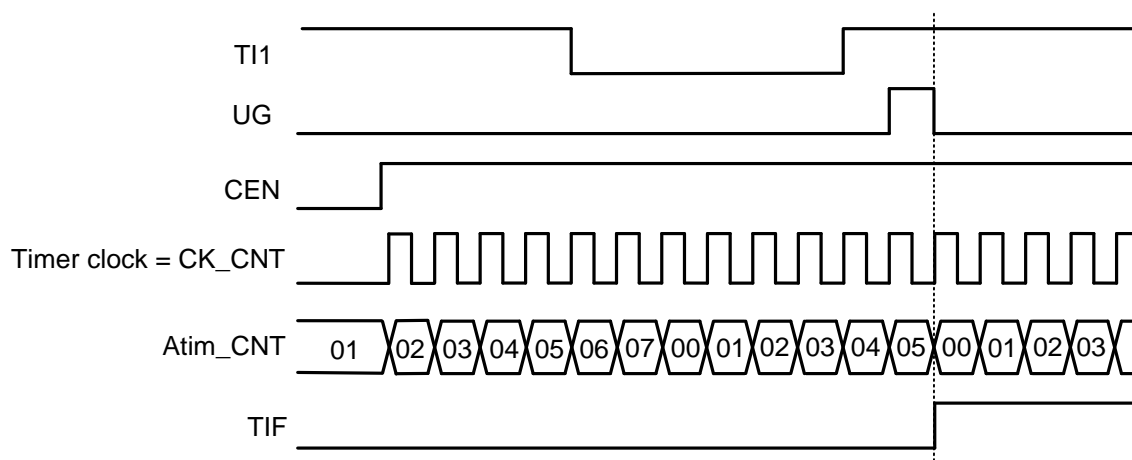 TI1
UG
CEN
Timer clock = CK_CNT
Atim_CNT 01 02 03 04 05 06 07 00 01 02 03 04 05 00 01 02 03
TIF